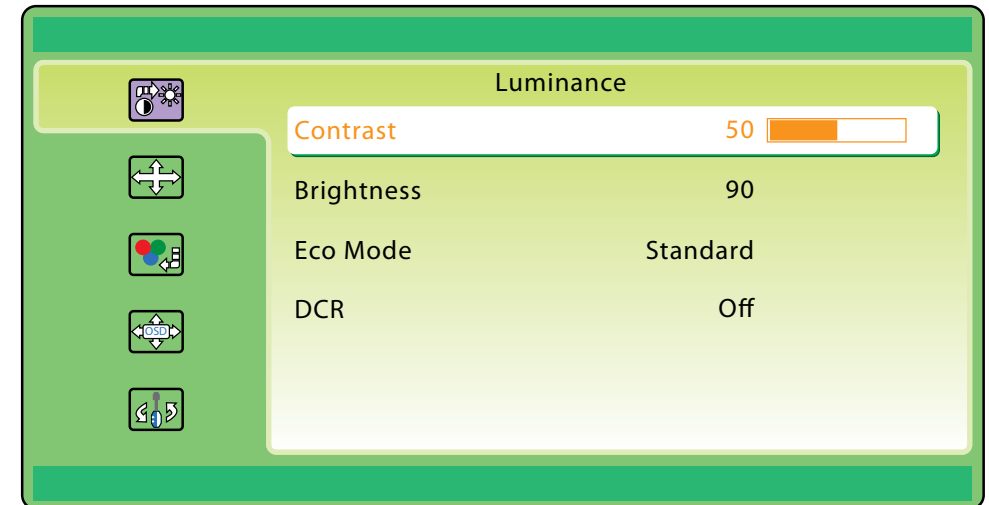 Luminance
Contrast 50
Brightness 90
Eco Mode Standard
DCR Off
OSD